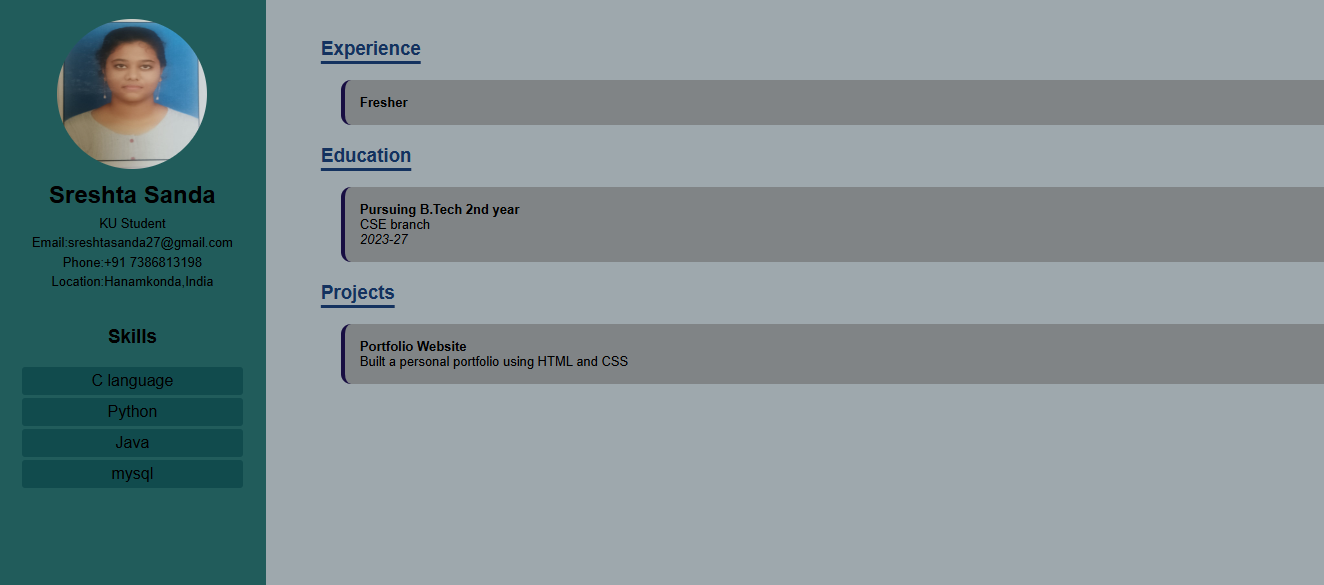 Sreshta Sanda
KU Student
Email:sreshtasanda27@gmail.com
Phone:+91 7386813198
Location:Hanamkonda,India
Skills
C language
Python
Java
mysql
Experience
Fresher
Education
Pursuing B.Tech 2nd year
CSE branch
2023-27
Projects
Portfolio Website
Built a personal portfolio using HTML and CSS